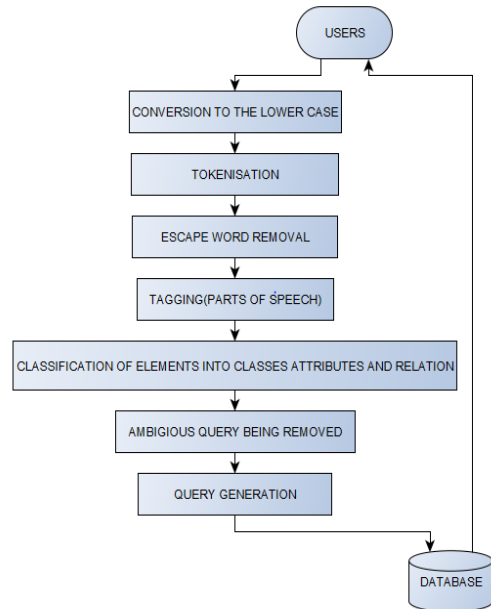 USERS
CONVERSION TO THE LOWER CASE
TOKENISATION
ESCAPE WORD REMOVAL
TAGGING(PARTS OF SPEECH)
CLASSIFICATION OF ELEMENTS INTO CLASSES ATTRIBUTES AND RELATION
AMBIGIOUS QUERY BEING REMOVED
QUERY GENERATION
DATABASE